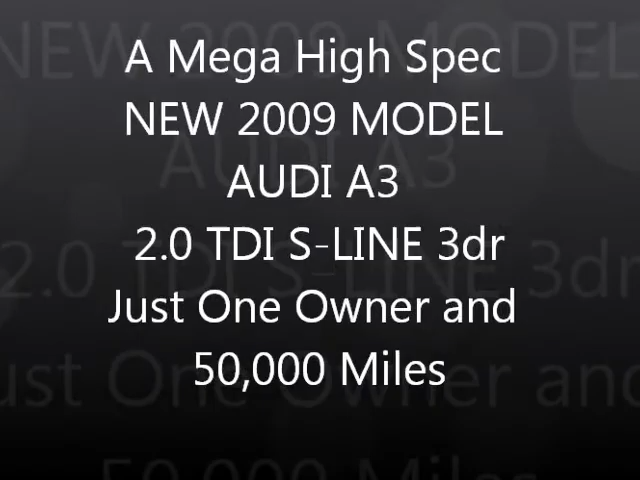 A Mega High Spec
NEW 2009 MODEL
AUDI A3
2.0 TDI S-LINE 3dr
Just One Owner and
50,000 Miles